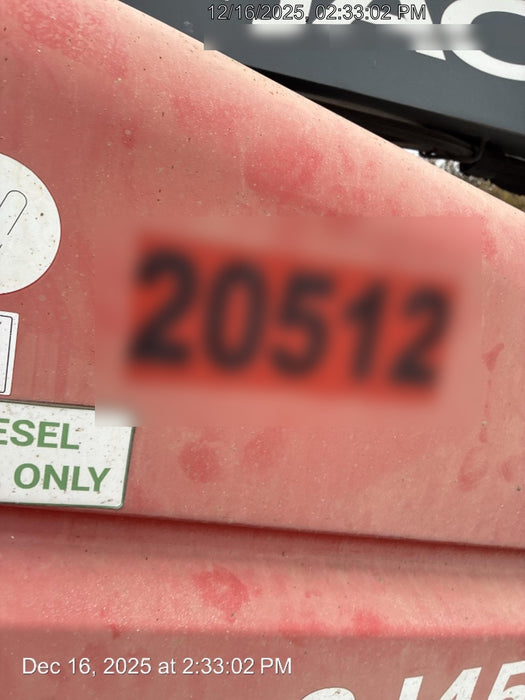 12/16/2025, 02:33:02 PM
20512
ESEL
ONLY
Dec 16, 2025 at 2:33:02 PM